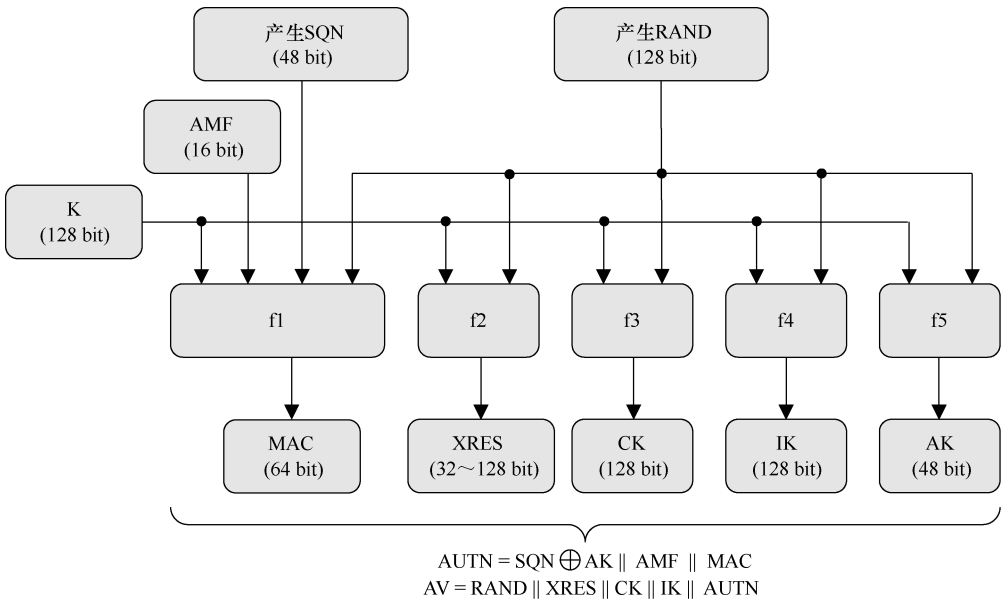 产生SQN
(48 bit)
产生RAND
(128 bit)
AMF
(16 bit)
K
(128 bit)
f1
f2
f3
f4
f5
MAC
(64 bit)
XRES
(32～128 bit)
CK
(128 bit)
IK
(128 bit)
AK
(48 bit)
AUTN = SQN ⊕ AK || AMF || MAC
AV = RAND || XRES || CK || IK || AUTN